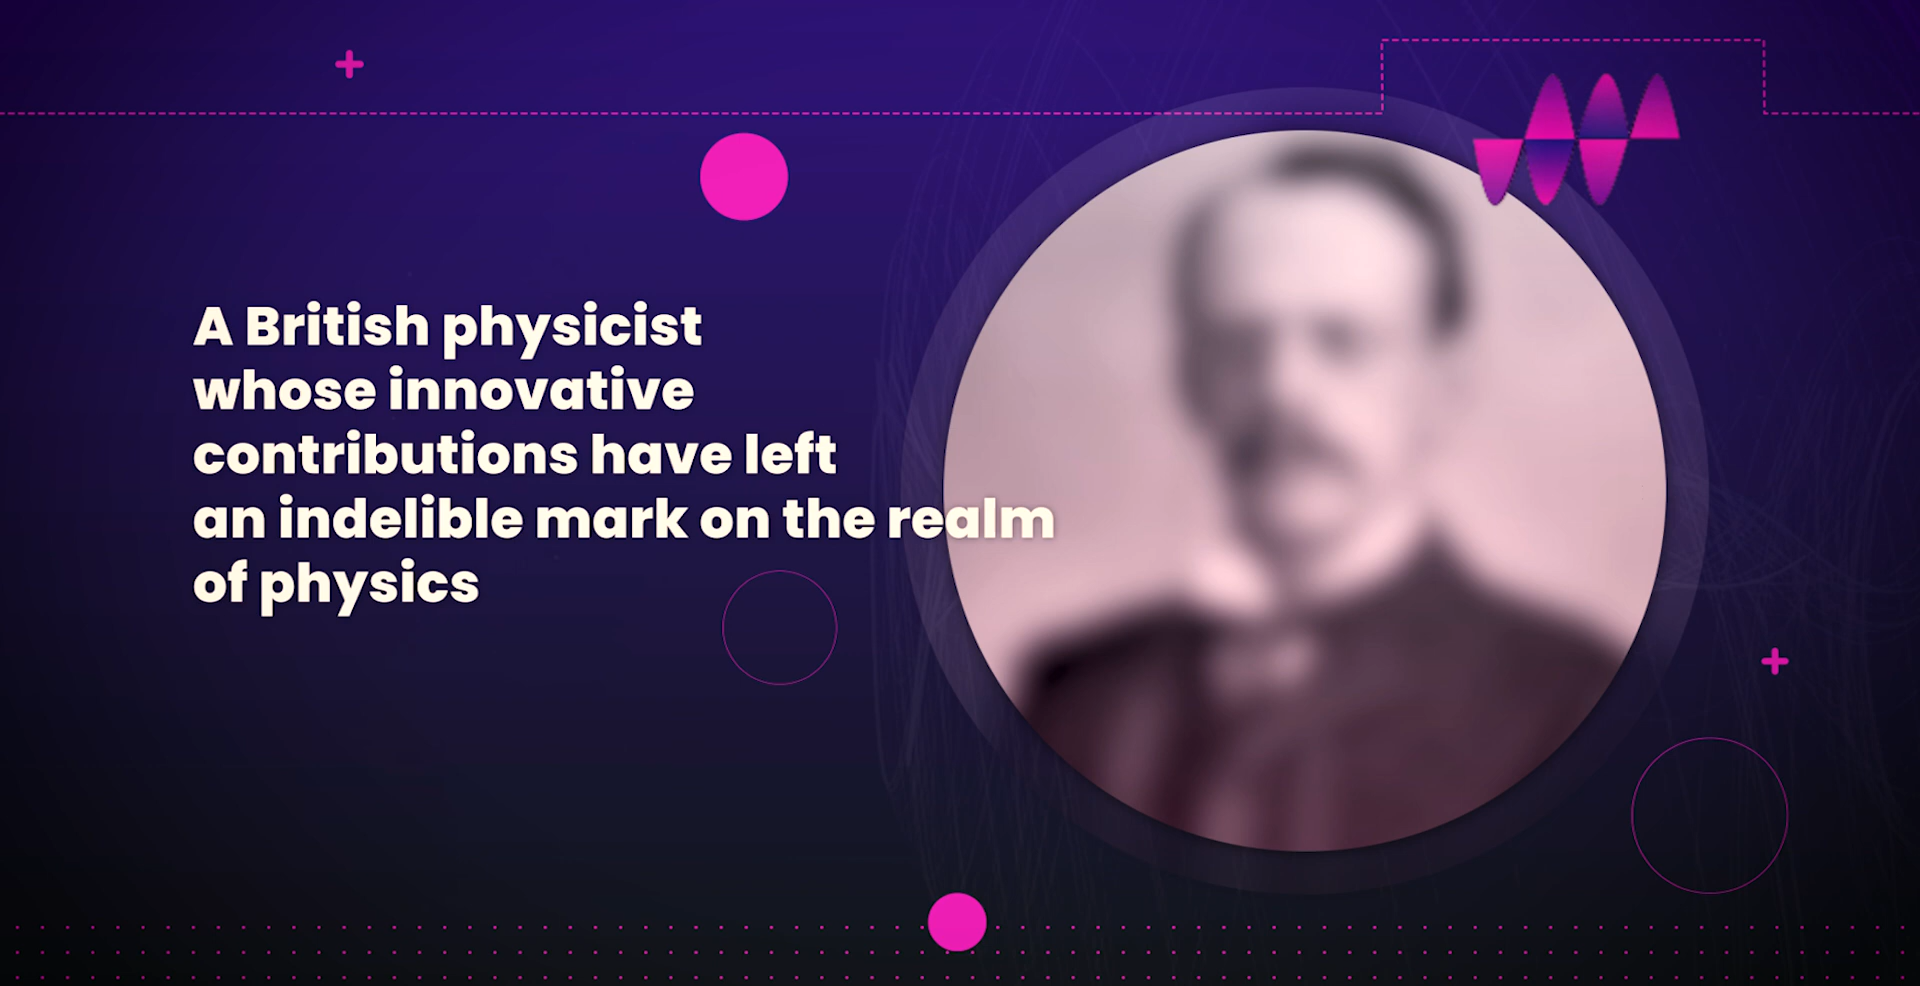 A British physicist
whose innovative
contributions have left
an indelible mark on the realm
of physics